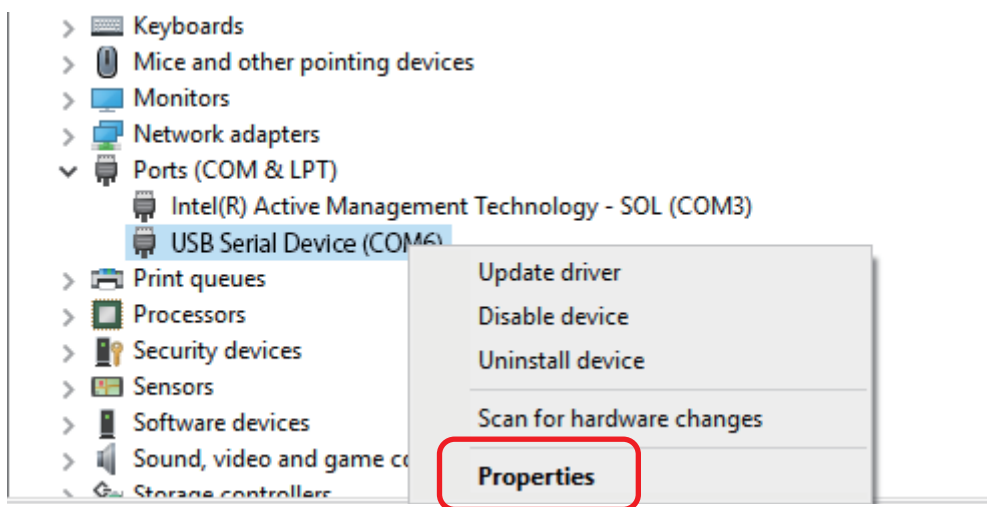 Keyboards
Mice and other pointing devices
Monitors
Network adapters
Ports (COM & LPT)
Intel(R) Active Management Technology - SOL (COM3)
USB Serial Device (COM6)
Print queues
Processors
Security devices
Sensors
Software devices
Sound, video and game co
Storage controllers
Update driver
Disable device
Uninstall device
Scan for hardware changes
Properties